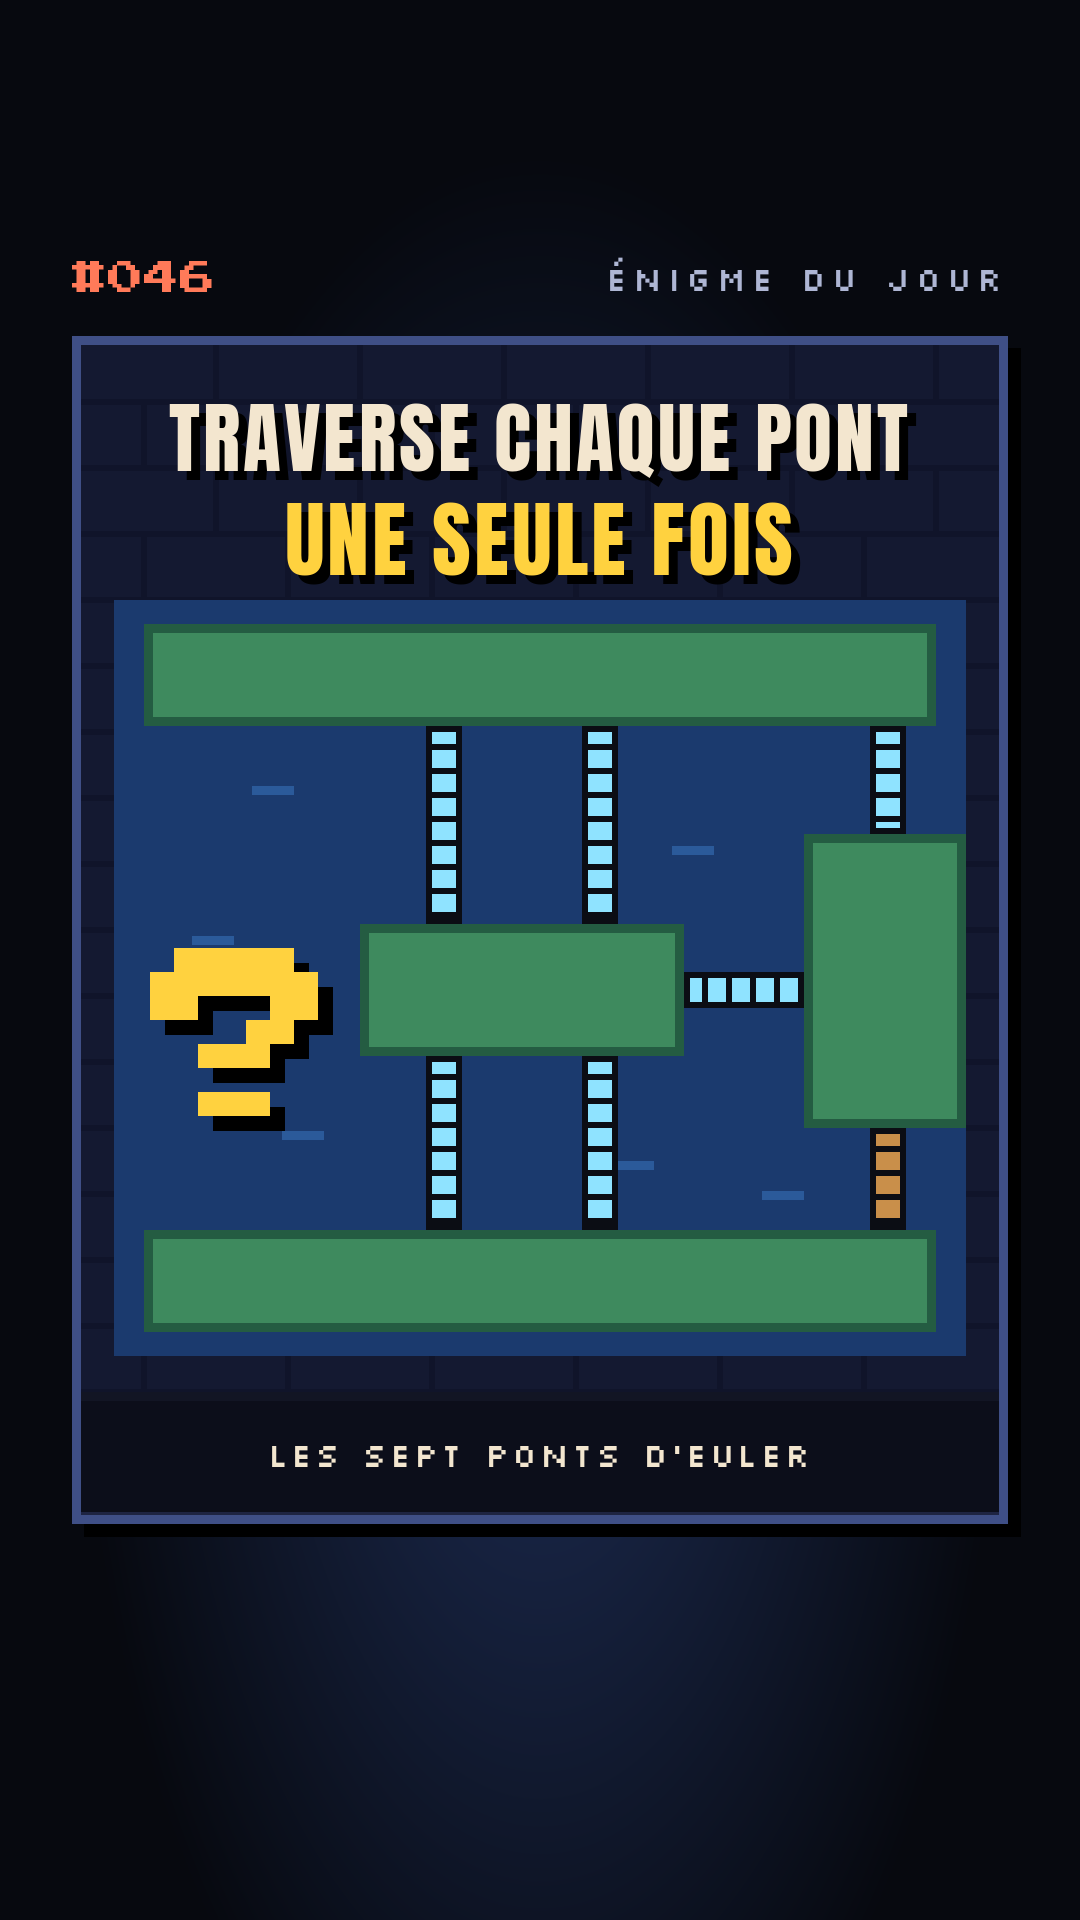 #046
ÉNIGME DU JOUR
TRAVERSE CHAQUE PONT
UNE SEULE FOIS
?
LES SEPT PONTS D'EULER